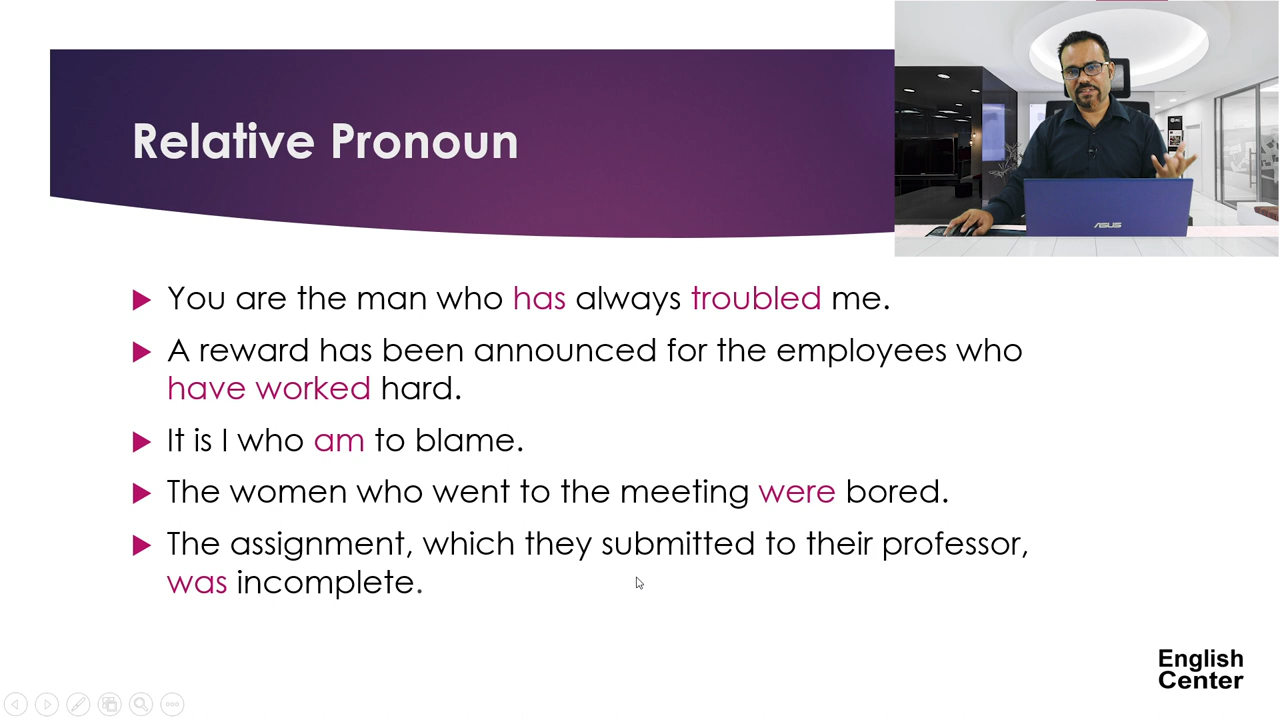 Relative Pronoun
You are the man who has always troubled me.
A reward has been announced for the employees who
have worked hard.
It is I who am to blame.
The women who went to the meeting were bored.
The assignment, which they submitted to their professor,
was incomplete.
ASUS
English
Center